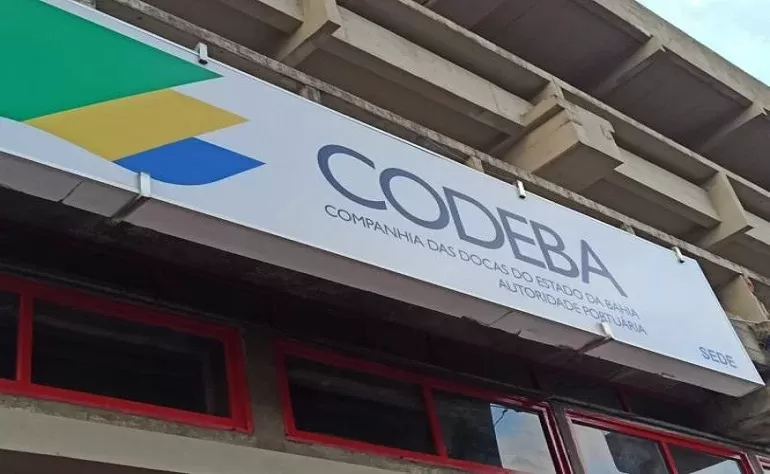 CODEBA
COMPANHIA DAS DOCAS DO ESTADO DA BAHIA
AUTORIDADE PORTUÁRIA
SEDE